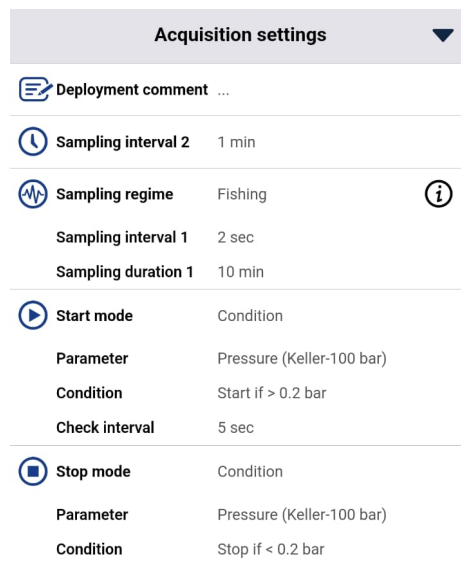 Acquisition settings
Deployment comment ...
Sampling interval 2 1 min
Sampling regime Fishing
Sampling interval 1 2 sec
Sampling duration 1 10 min
Start mode Condition
Parameter Pressure (Keller-100 bar)
Condition Start if > 0.2 bar
Check interval 5 sec
Stop mode Condition
Parameter Pressure (Keller-100 bar)
Condition Stop if < 0.2 bar